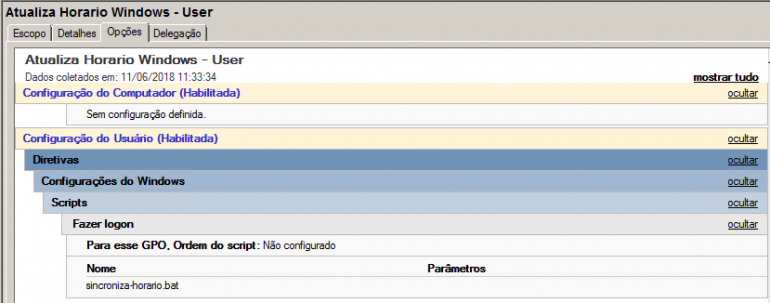 Atualiza Horario Windows - User
Escopo Detalhes Opções Delegação
Atualiza Horario Windows - User
Dados coletados em: 11/06/2018 11:33:34 mostrar tudo
Configuração do Computador (Habilitada) ocultar
Sem configuração definida.
Configuração do Usuário (Habilitada) ocultar
Diretivas ocultar
Configurações do Windows ocultar
Scripts ocultar
Fazer logon ocultar
Para esse GPO, Ordem do script: Não configurado
Nome Parâmetros
sincroniza-horario.bat